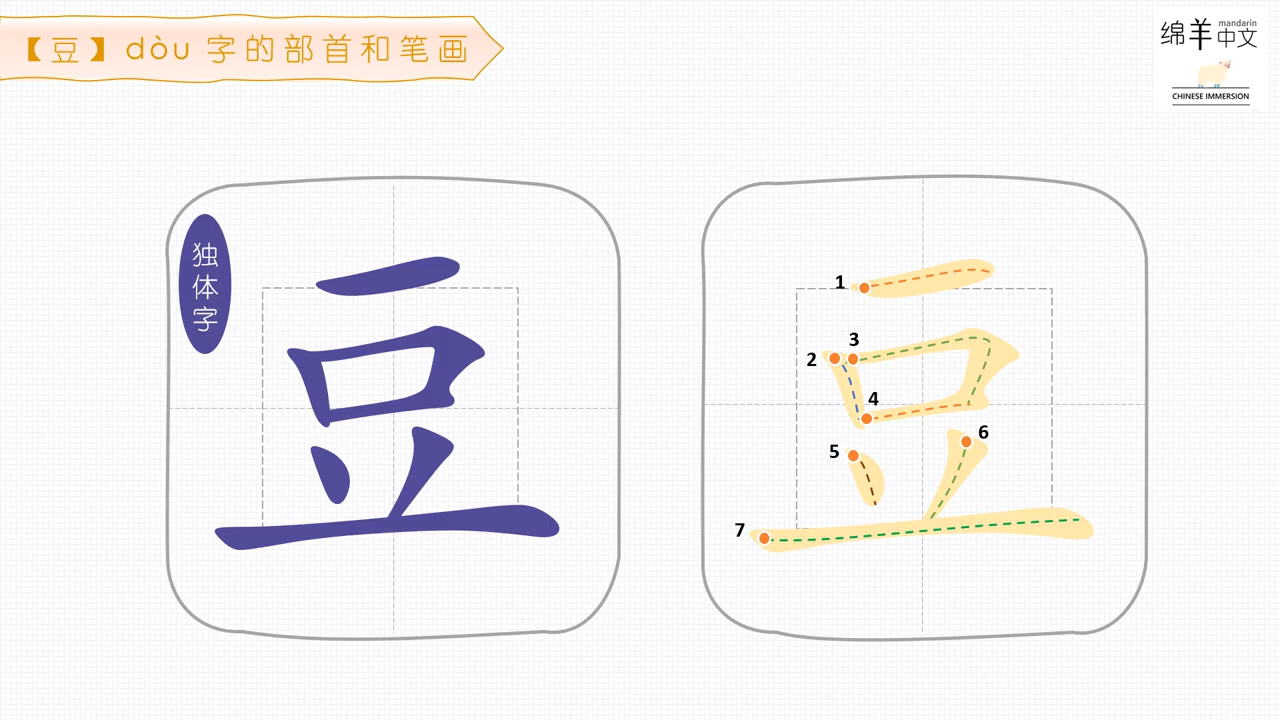 【豆】dòu 字的部首和笔画
绵羊中文
mandarin
CHINESE IMMERSION
独体字
豆
1
2
3
4
5
6
7